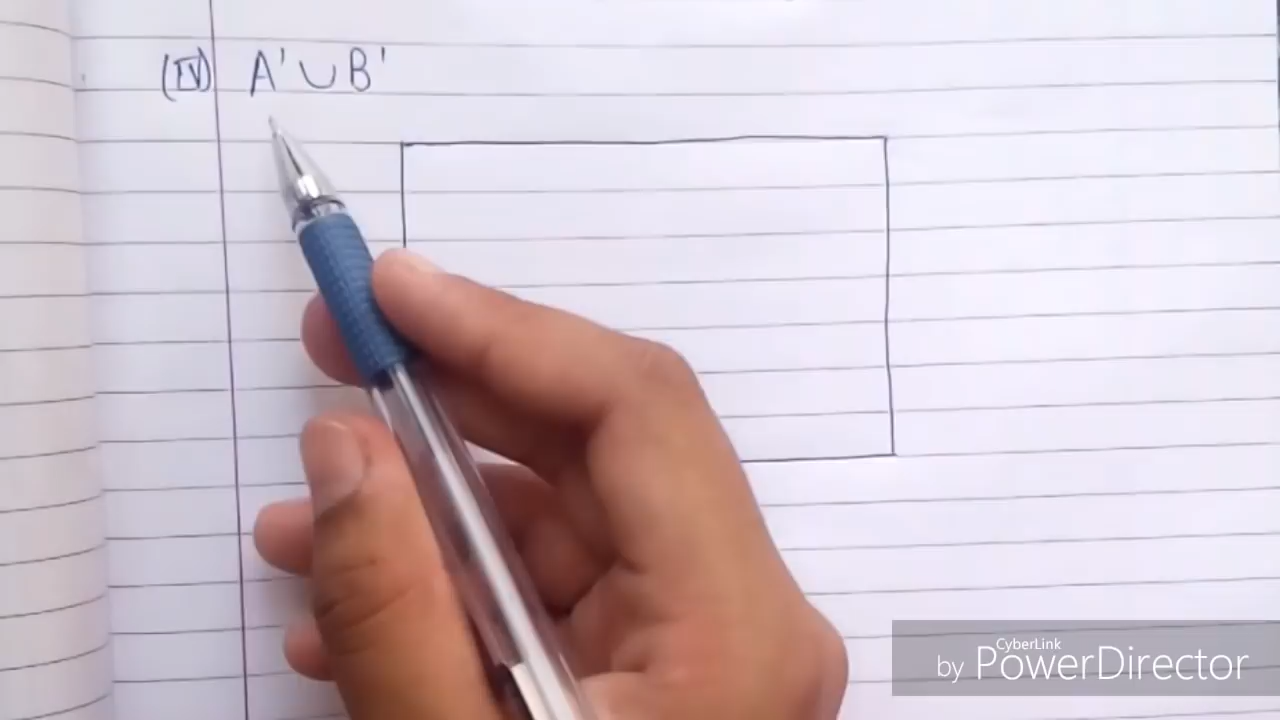 (IV) A' ∪ B'
CyberLink
by PowerDirector